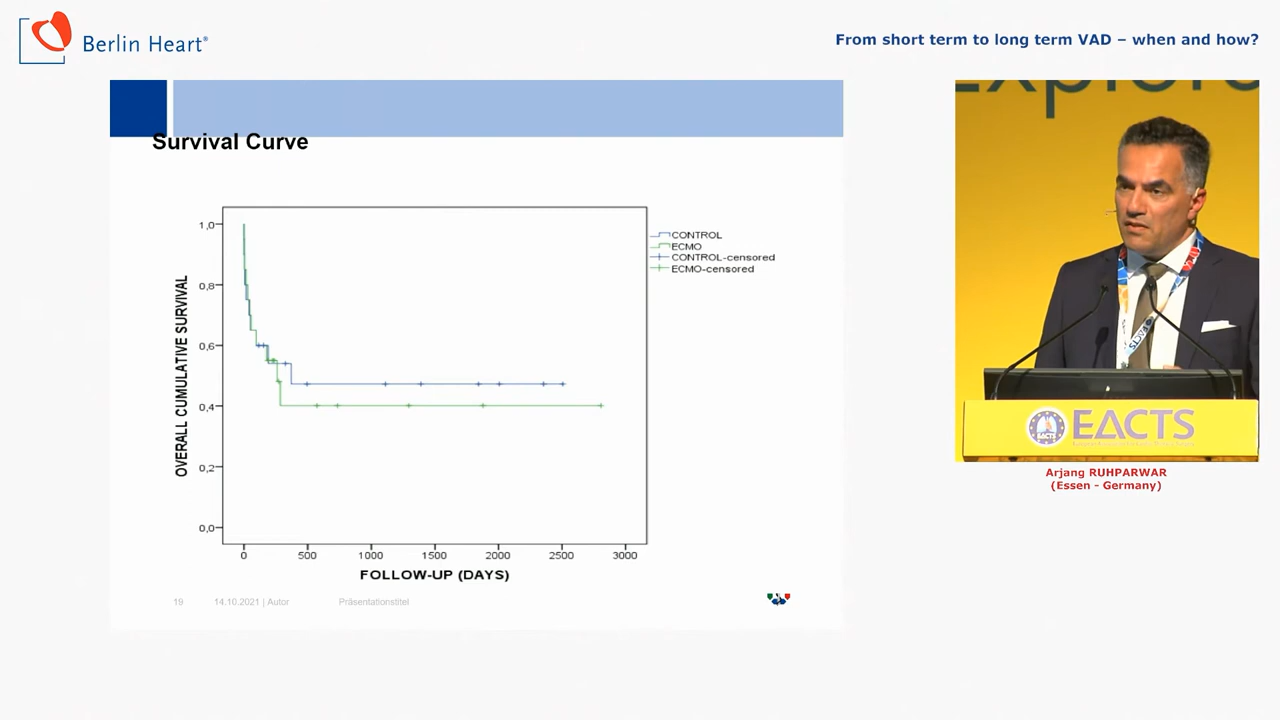 Berlin Heart®
From short term to long term VAD – when and how?
Survival Curve
OVERALL CUMULATIVE SURVIVAL
1,0
0,8
0,6
0,4
0,2
0,0
0 500 1000 1500 2000 2500 3000
FOLLOW-UP (DAYS)
CONTROL
ECMO
CONTROL-censored
ECMO-censored
19 14.10.2021 | Autor Präsentationstitel
EACTS
Arjang RUHPARWAR
(Essen - Germany)